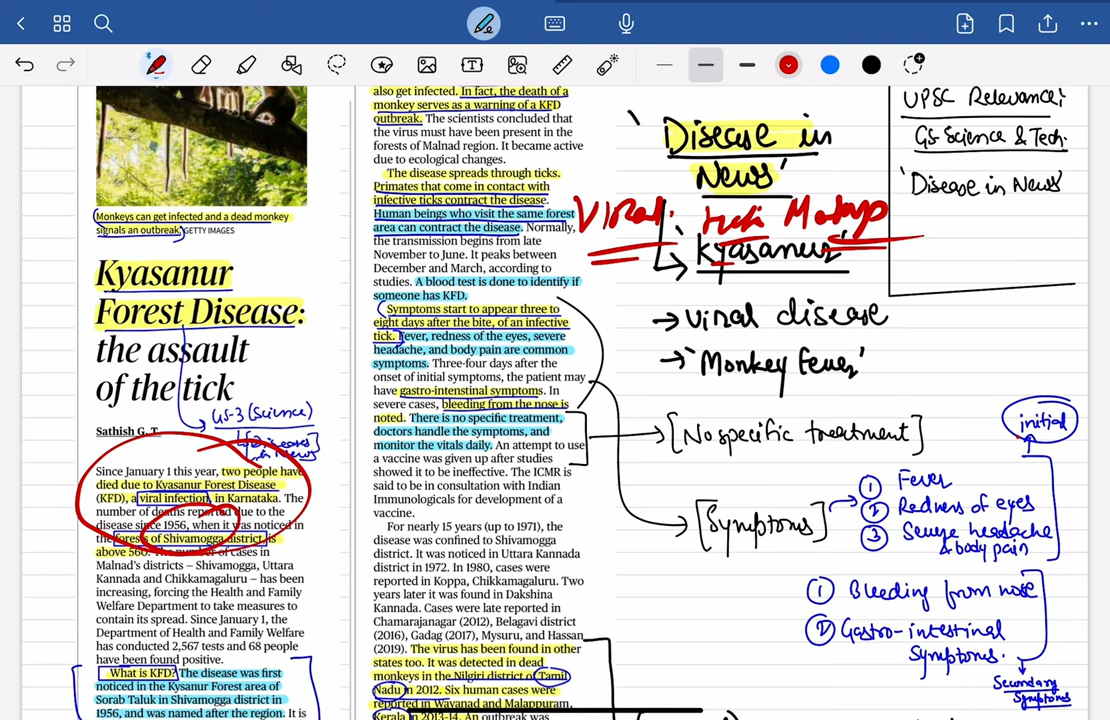 Monkeys can get infected and a dead monkey
signals an outbreak. GETTY IMAGES
Kyasanur
Forest Disease:
the assault
of the tick
GS-3 (Science)
[Diseases
in News]
Sathish G. T.
Since January 1 this year, two people have
died due to Kyasanur Forest Disease
(KFD), a viral infection, in Karnataka. The
number of deaths reported due to the
disease since 1956, when it was noticed in
the forests of Shivamogga district, is
above 560. The number of cases in
Malnad's districts – Shivamogga, Uttara
Kannada and Chikkamagaluru – has been
increasing, forcing the Health and Family
Welfare Department to take measures to
contain its spread. Since January 1, the
Department of Health and Family Welfare
has conducted 2,567 tests and 68 people
have been found positive.
What is KFD? The disease was first
noticed in the Kysanur Forest area of
Sorab Taluk in Shivamogga district in
1956, and was named after the region. It is
also get infected. In fact, the death of a
monkey serves as a warning of a KFD
outbreak. The scientists concluded that
the virus must have been present in the
forests of Malnad region. It became active
due to ecological changes.
The disease spreads through ticks.
Primates that come in contact with
infective ticks contract the disease.
Human beings who visit the same forest
area can contract the disease. Normally,
the transmission begins from late
November to June. It peaks between
December and March, according to
studies. A blood test is done to identify if
someone has KFD.
Symptoms start to appear three to
eight days after the bite, of an infective
tick. Fever, redness of the eyes, severe
headache, and body pain are common
symptoms. Three-four days after the
onset of initial symptoms, the patient may
have gastro-intenstinal symptoms. In
severe cases, bleeding from the nose is
noted. There is no specific treatment,
doctors handle the symptoms, and
monitor the vitals daily. An attempt to use
a vaccine was given up after studies
showed it to be ineffective. The ICMR is
said to be in consultation with Indian
Immunologicals for development of a
vaccine.
For nearly 15 years (up to 1971), the
disease was confined to Shivamogga
district. It was noticed in Uttara Kannada
district in 1972. In 1980, cases were
reported in Koppa, Chikkamagaluru. Two
years later it was found in Dakshina
Kannada. Cases were late reported in
Chamarajanagar (2012), Belagavi district
(2016), Gadag (2017), Mysuru, and Hassan
(2019). The virus has been found in other
states too. It was detected in dead
monkeys in the Nilgiri district of Tamil
Nadu in 2012. Six human cases were
reported in Wayanad and Malappuram,
Kerala in 2013-14. An outbreak was
'Disease in
News'
Viral. tick
'Kyasanur'
→ Viral disease
→ 'Monkey Fever'
→ [No specific treatment]
→ [Symptoms]
initial
① Fever
② Redness of eyes
③ Severe headache
& body pain
① Bleeding from nose
② Gastro-intestinal
Symptoms.
Secondary
Symptoms
UPSC Relevance;
GS Science & Tech.
'Disease in News'